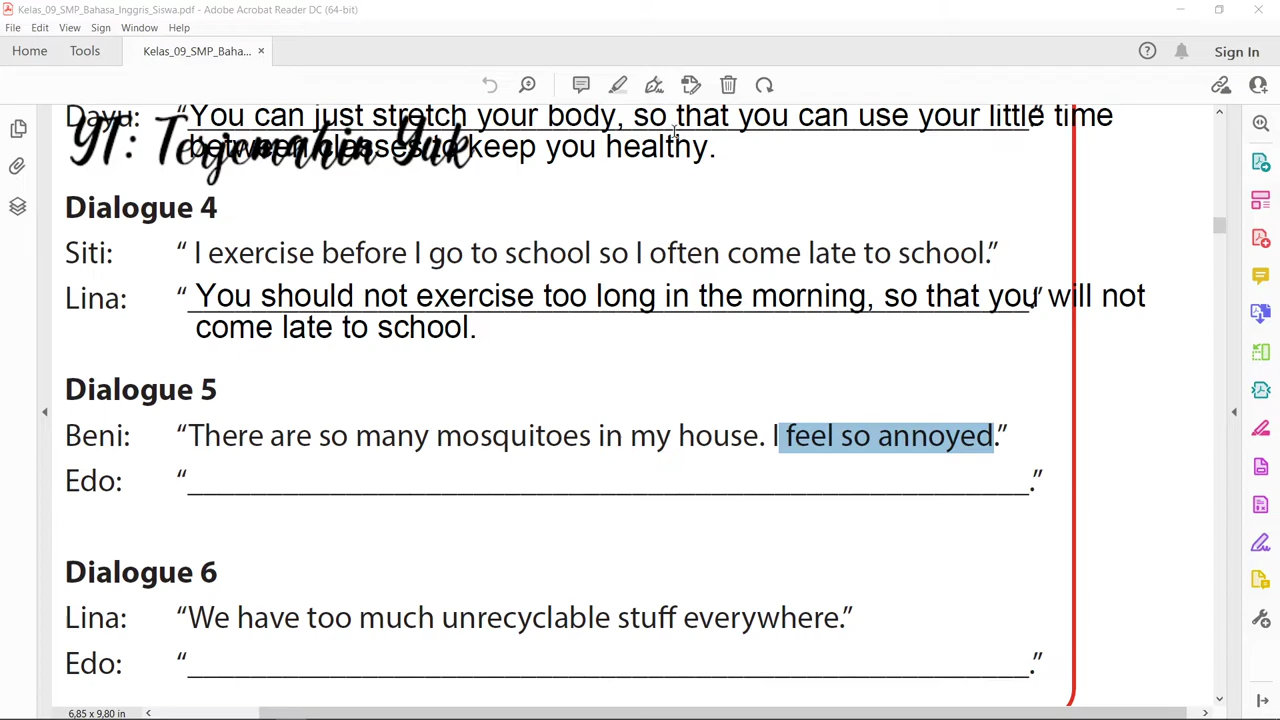 Kelas_09_SMP_Bahasa_Inggris_Siswa.pdf - Adobe Acrobat Reader DC (64-bit)
File Edit View Sign Window Help
Home Tools Kelas_09_SMP_Baha... × Sign In
Dayu: “You can just stretch your body, so that you can use your little time
between classes to keep you healthy.
YT: Terjemahin Yuk
Dialogue 4
Siti: “ I exercise before I go to school so I often come late to school.”
Lina: “ You should not exercise too long in the morning, so that you will not
come late to school.
Dialogue 5
Beni: “There are so many mosquitoes in my house. I feel so annoyed.”
Edo: “______________________________________________________.”
Dialogue 6
Lina: “We have too much unrecyclable stuff everywhere.”
Edo: “______________________________________________________.”
6,85 x 9,80 in